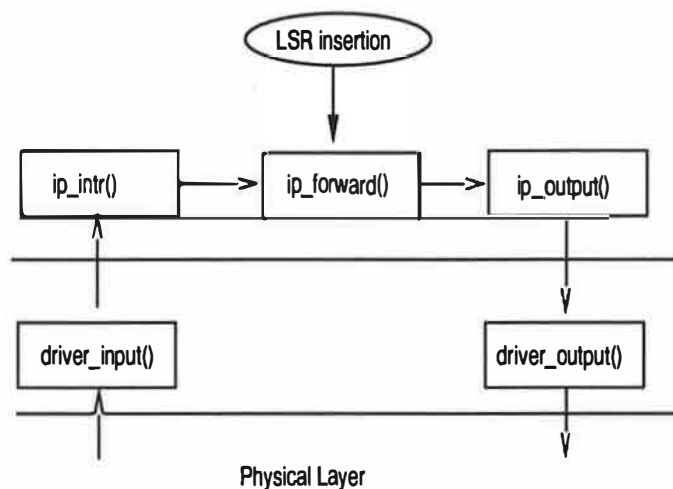 LSR insertion
ip_intr()
ip_forward()
ip_output()
driver_input()
driver_output()
Physical Layer